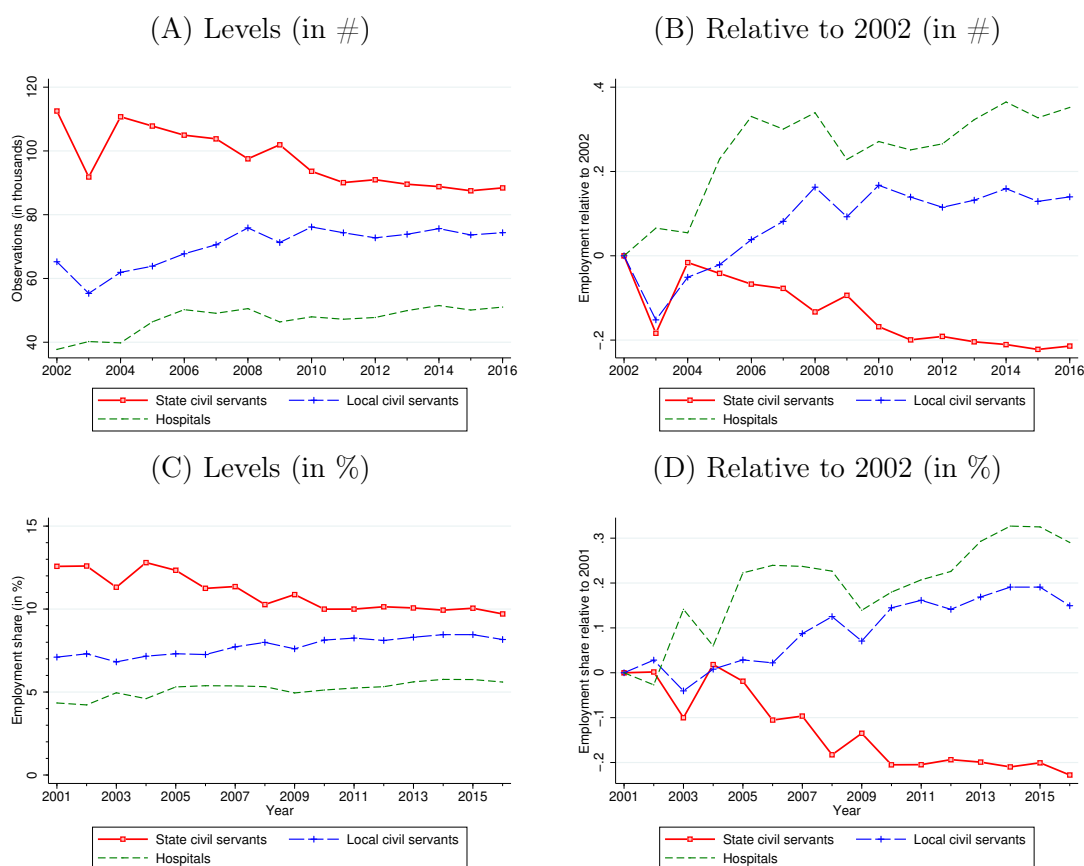 (A) Levels (in #)
Observations (in thousands)
120
100
80
60
40
2002 2004 2006 2008 2010 2012 2014 2016
State civil servants Local civil servants
Hospitals
(B) Relative to 2002 (in #)
Employment relative to 2002
.4
.2
0
-.2
2002 2004 2006 2008 2010 2012 2014 2016
State civil servants Local civil servants
Hospitals
(C) Levels (in %)
Employment share (in %)
15
10
5
0
2001 2003 2005 2007 2009 2011 2013 2015
Year
State civil servants Local civil servants
Hospitals
(D) Relative to 2002 (in %)
Employment share relative to 2001
.3
.2
.1
0
-.1
-.2
2001 2003 2005 2007 2009 2011 2013 2015
Year
State civil servants Local civil servants
Hospitals